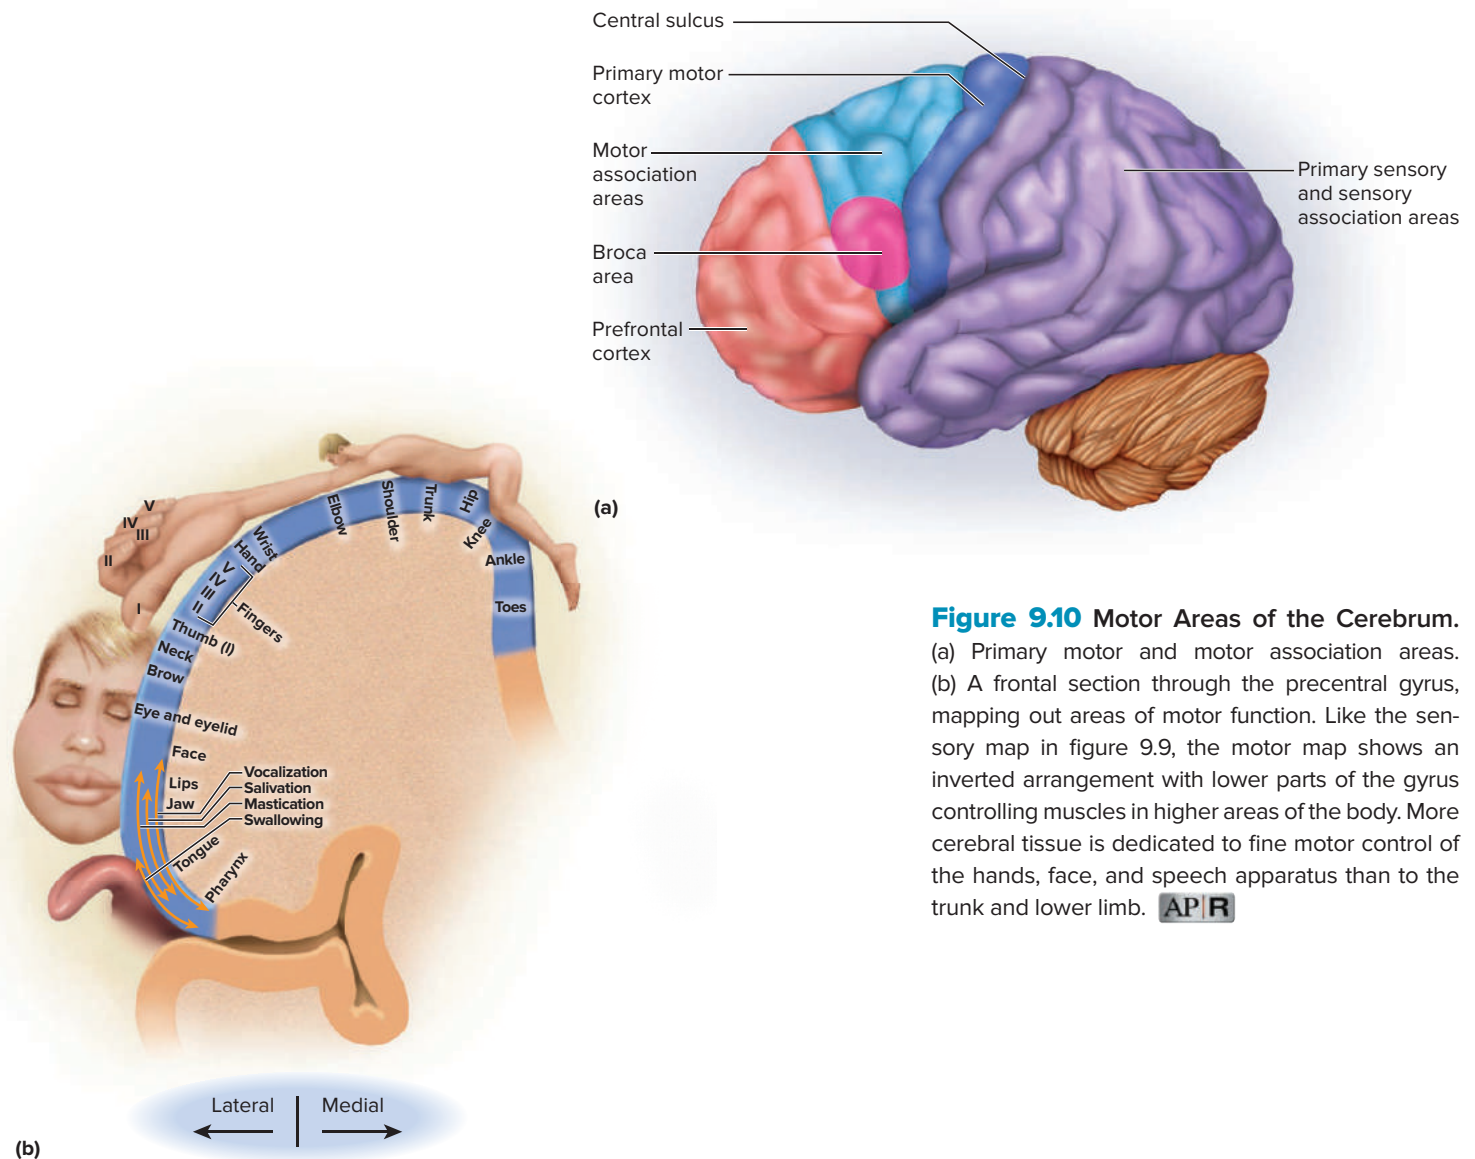 Central sulcus
Primary motor
cortex
Motor
association
areas
Broca
area
Prefrontal
cortex
Primary sensory
and sensory
association areas
(a)
V
IV
III
II
I
Toes
Ankle
Knee
Hip
Trunk
Shoulder
Elbow
Wrist
Hand
V
IV
III
II
Fingers
Thumb (I)
Neck
Brow
Eye and eyelid
Face
Lips
Jaw
Tongue
Pharynx
Vocalization
Salivation
Mastication
Swallowing
Lateral
Medial
(b)
Figure 9.10 Motor Areas of the Cerebrum.
(a) Primary motor and motor association areas.
(b) A frontal section through the precentral gyrus,
mapping out areas of motor function. Like the sen-
sory map in figure 9.9, the motor map shows an
inverted arrangement with lower parts of the gyrus
controlling muscles in higher areas of the body. More
cerebral tissue is dedicated to fine motor control of
the hands, face, and speech apparatus than to the
trunk and lower limb. AP|R